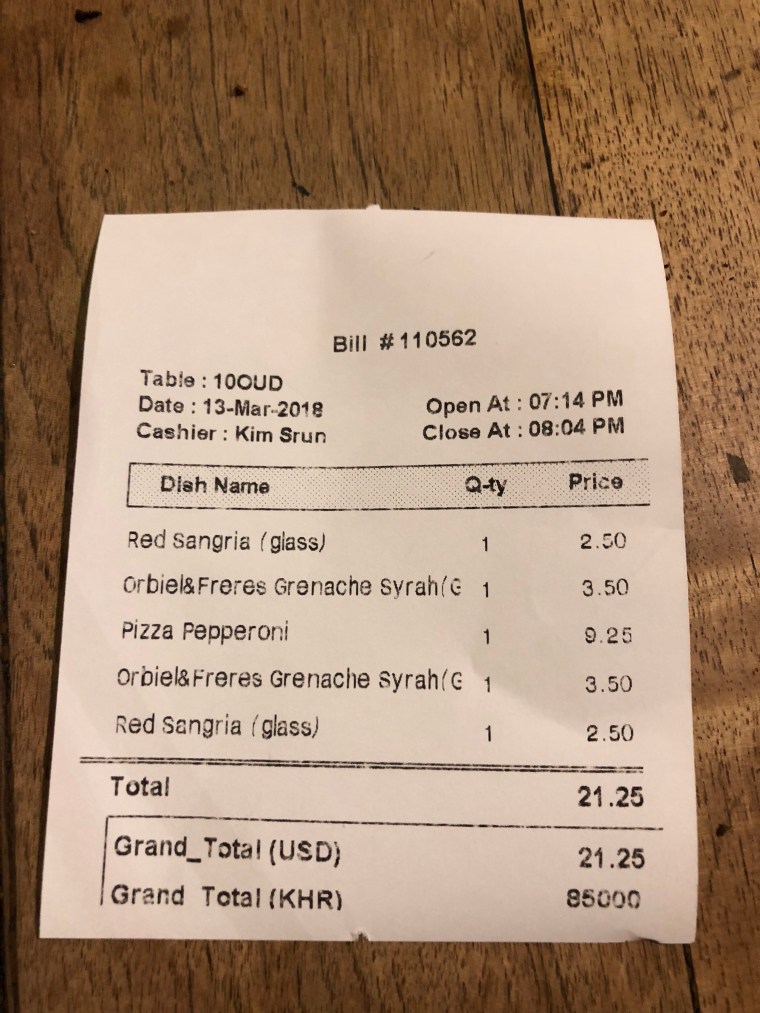 Bill #110562
Table : 10OUD
Date : 13-Mar-2018 Open At : 07:14 PM
Cashier : Kim Srun Close At : 08:04 PM
Dish Name Q-ty Price
Red Sangria (glass) 1 2.50
Orbiel&Freres Grenache Syrah(G 1 3.50
Pizza Pepperoni 1 9.25
Orbiel&Freres Grenache Syrah(G 1 3.50
Red Sangria (glass) 1 2.50
Total 21.25
Grand_Total (USD) 21.25
Grand Total (KHR) 85000